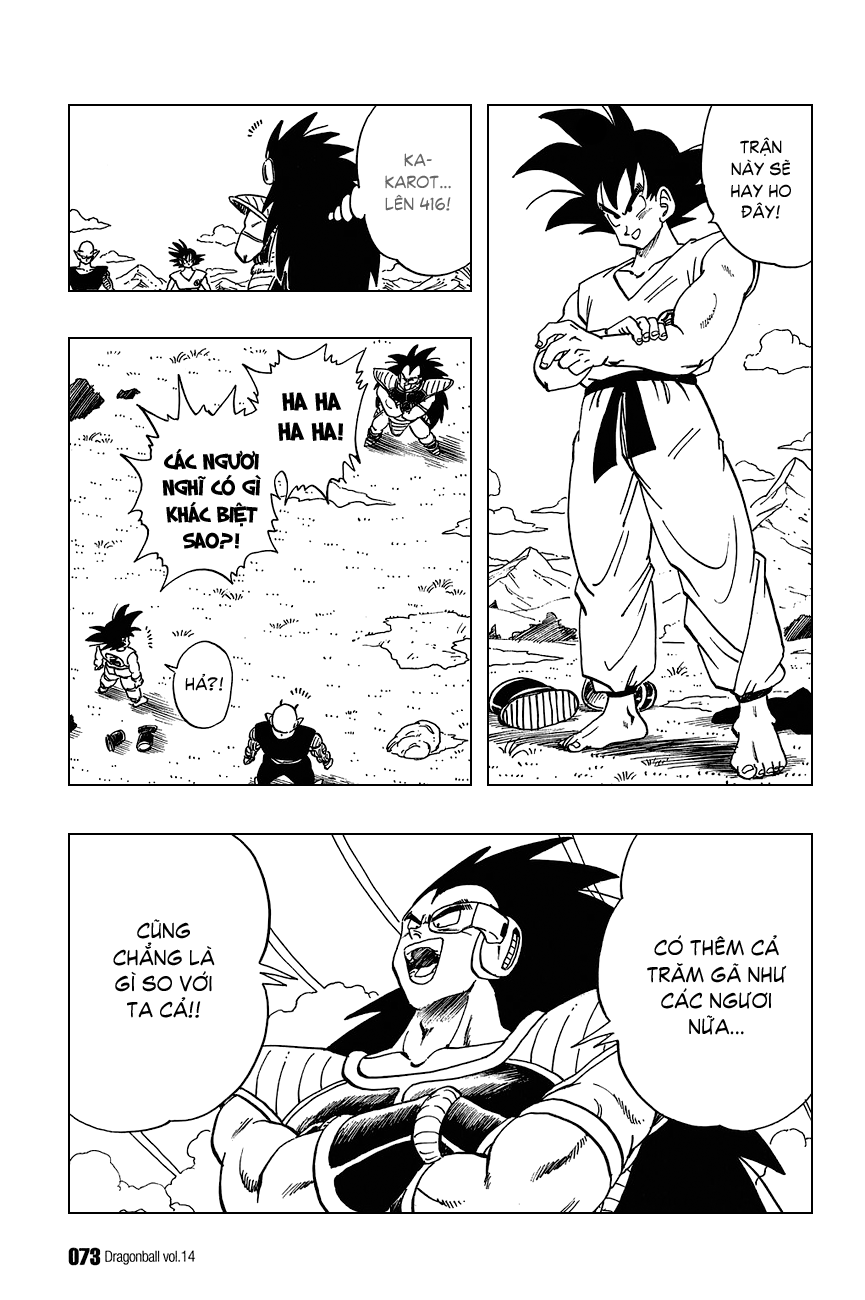 TRẬN
NÀY SẼ
HAY HO
ĐÂY!
KA-
KAROT...
LÊN 416!
HA HA
HA HA!
CÁC NGƯƠI
NGHĨ CÓ GÌ
KHÁC BIỆT
SAO?!
HẢ?!
CÓ THÊM CẢ
TRĂM GÃ NHƯ
CÁC NGƯƠI
NỮA...
CŨNG
CHẲNG LÀ
GÌ SO VỚI
TA CẢ!!
073 Dragonball vol.14